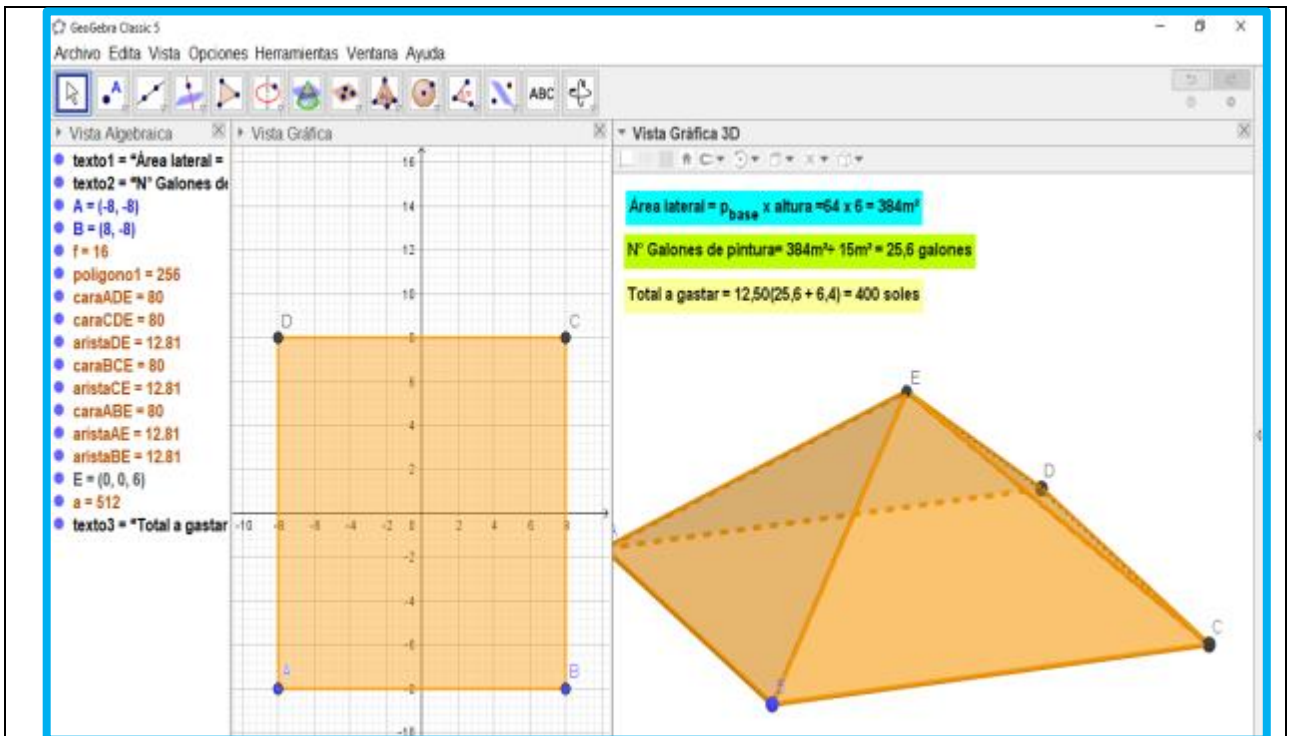 GeoGebra Classic 5
Archivo Edita Vista Opciones Herramientas Ventana Ayuda
A
ABC
Vista Algebraica
texto1 = "Área lateral =
texto2 = "N° Galones de
A = (-8, -8)
B = (8, -8)
f = 16
poligono1 = 256
caraADE = 80
caraCDE = 80
aristaDE = 12.81
caraBCE = 80
aristaCE = 12.81
caraABE = 80
aristaAE = 12.81
aristaBE = 12.81
E = (0, 0, 6)
a = 512
texto3 = "Total a gastar
Vista Gráfica
16
14
12
10
D
C
8
6
4
2
-10 -8 -6 -4 -2 0 2 4 6 8
-2
-4
-6
A
B
-8
-10
Vista Gráfica 3D
Área lateral = pbase x altura =64 x 6 = 384m²
N° Galones de pintura= 384m²÷ 15m² = 25,6 galones
Total a gastar = 12,50(25,6 + 6,4) = 400 soles
E
D
C
B